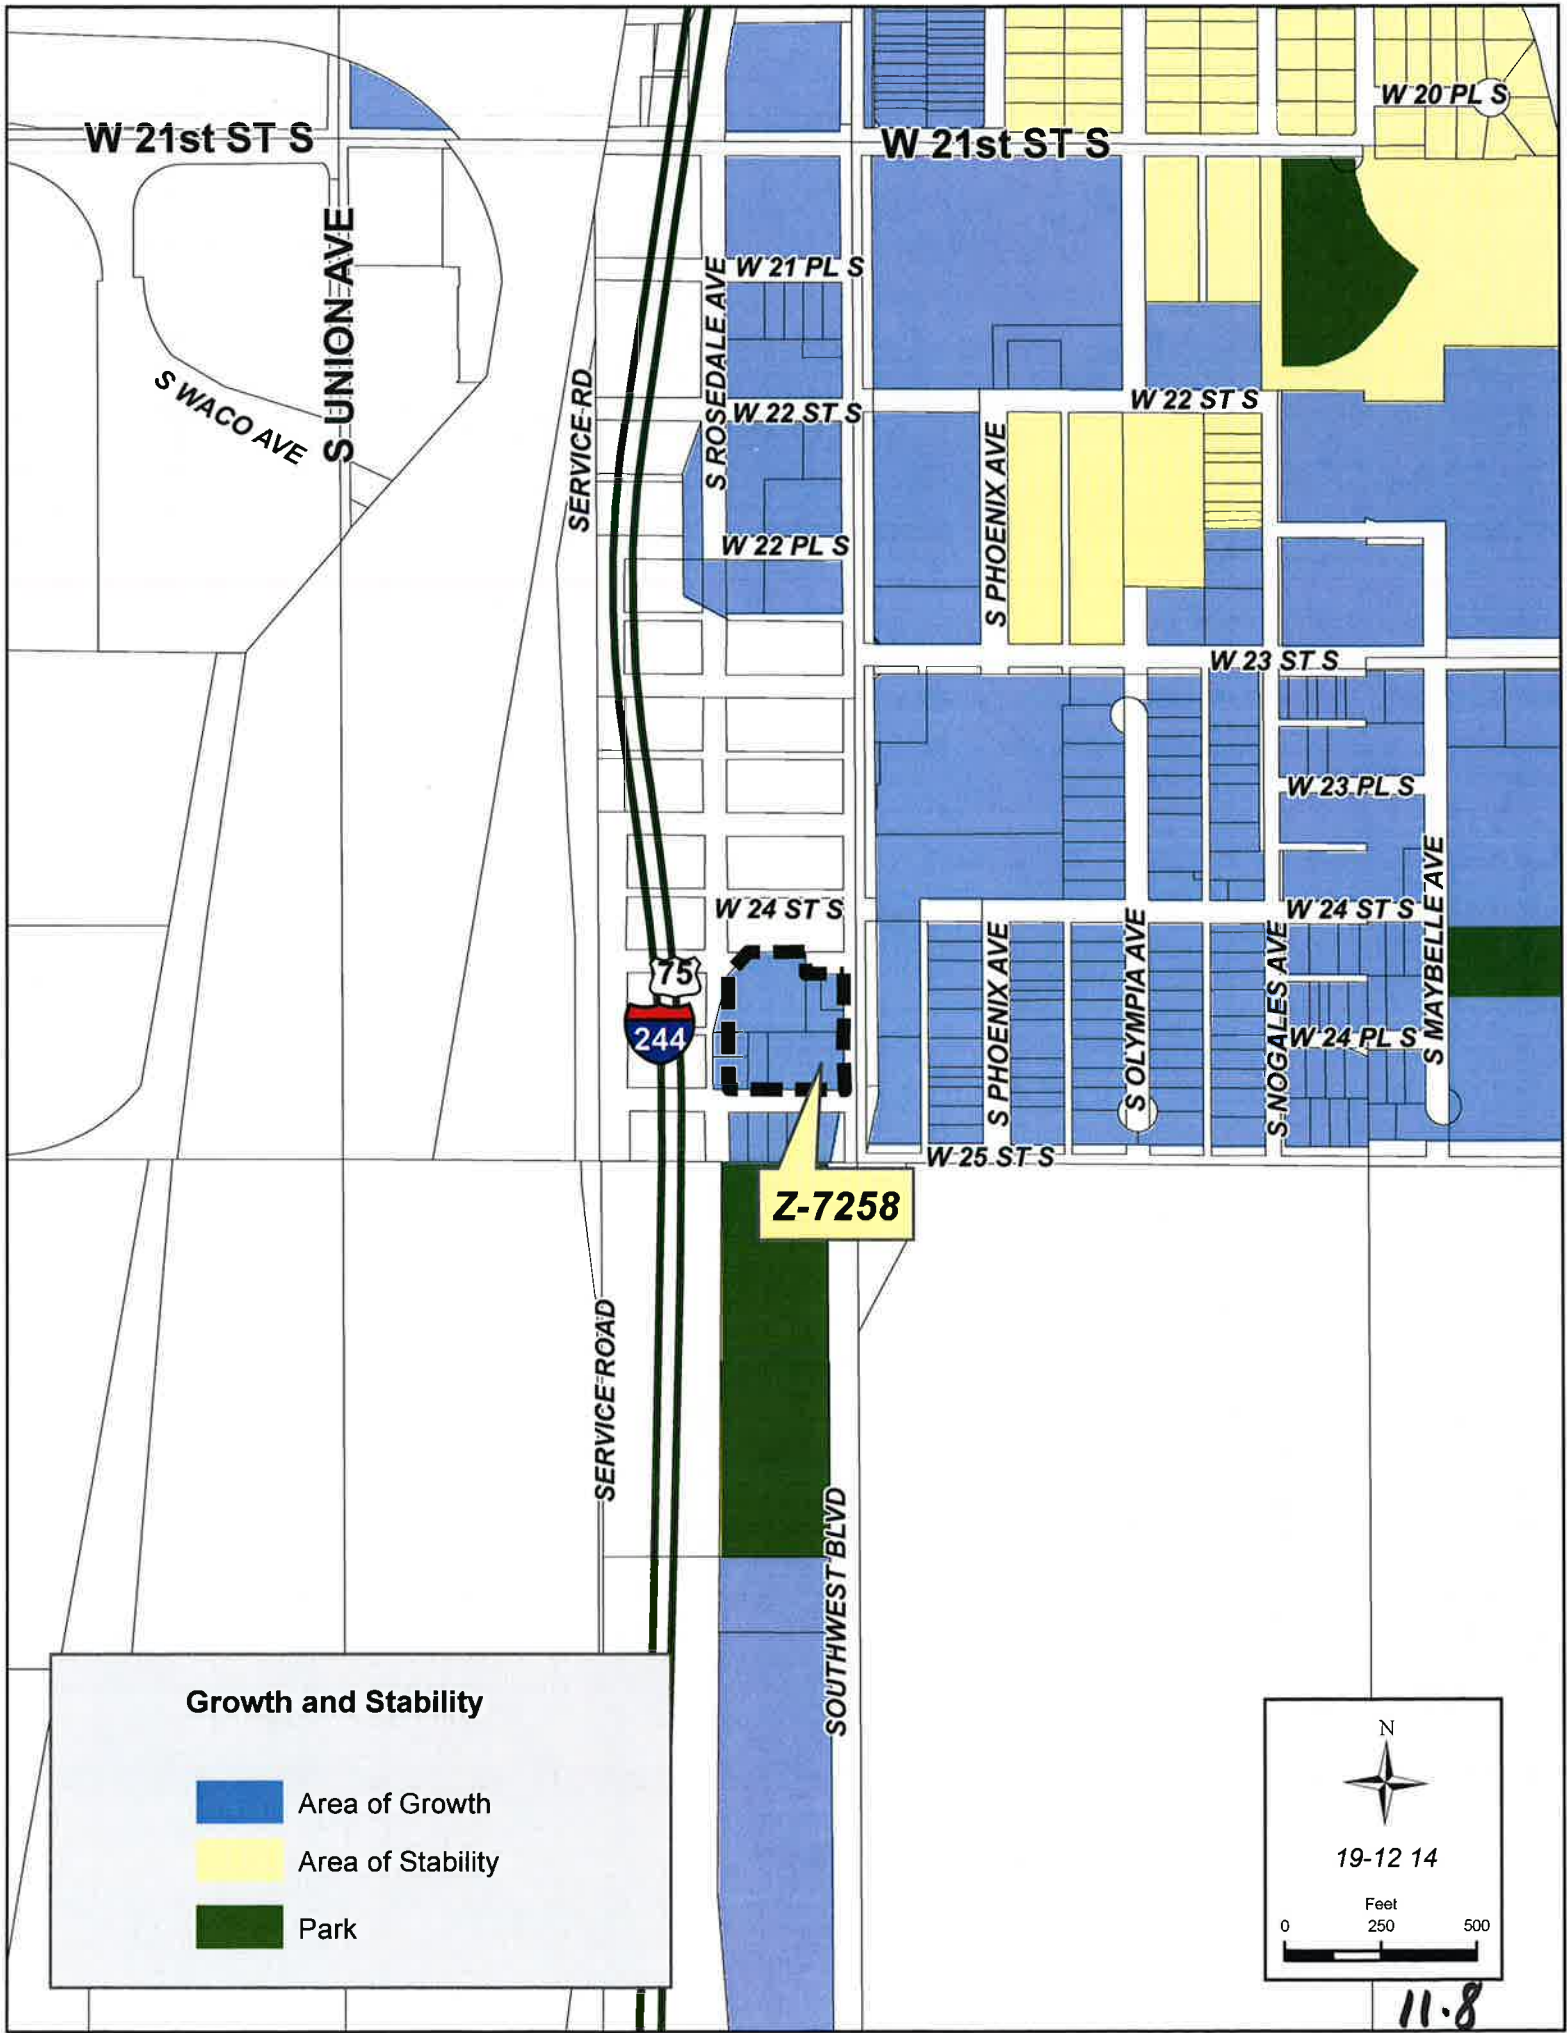 W 20 PL S
W 21st ST S
W 21st ST S
S UNION AVE
W 21 PL S
S ROSEDALE AVE
S WACO AVE
SERVICE RD
W 22 ST S
W 22 ST S
S PHOENIX AVE
W 22 PL S
W 23 ST S
W 23 PL S
S MAYBELLE AVE
W 24 ST S
W 24 ST S
75
244
S PHOENIX AVE
S OLYMPIA AVE
S NOGALES AVE
W 24 PL S
W 25 ST S
Z-7258
SERVICE ROAD
SOUTHWEST BLVD
Growth and Stability
Area of Growth
Area of Stability
Park
N
19-12 14
Feet
0 250 500
11.8